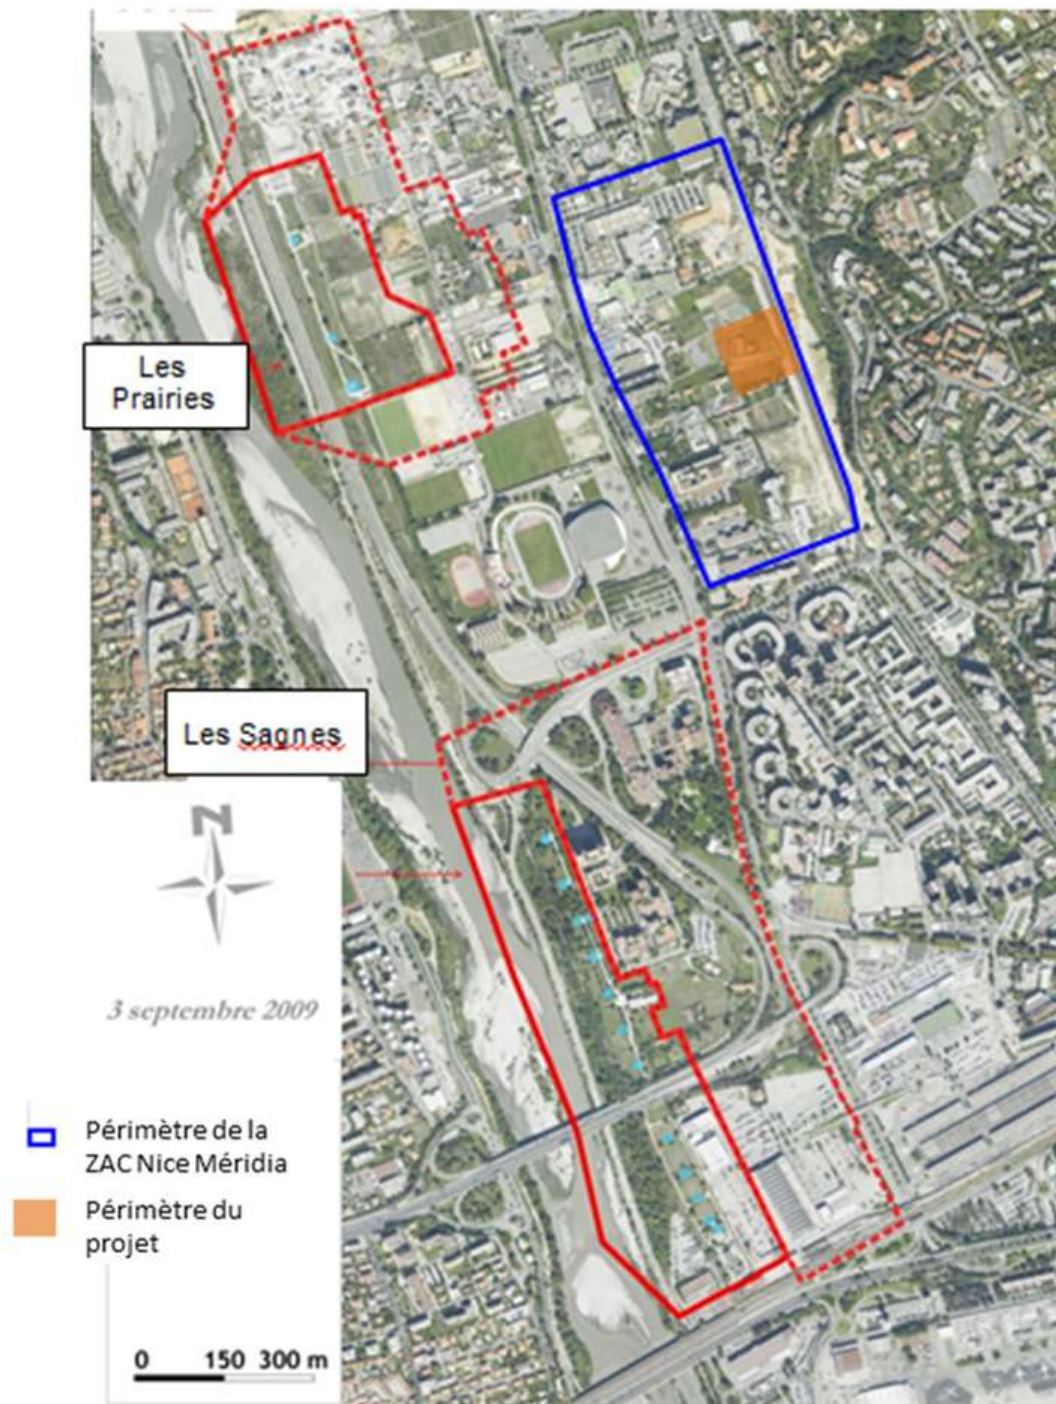 Les
Prairies
Les Sagnes
N
3 septembre 2009
Périmètre de la
ZAC Nice Méridia
Périmètre du
projet
0 150 300 m